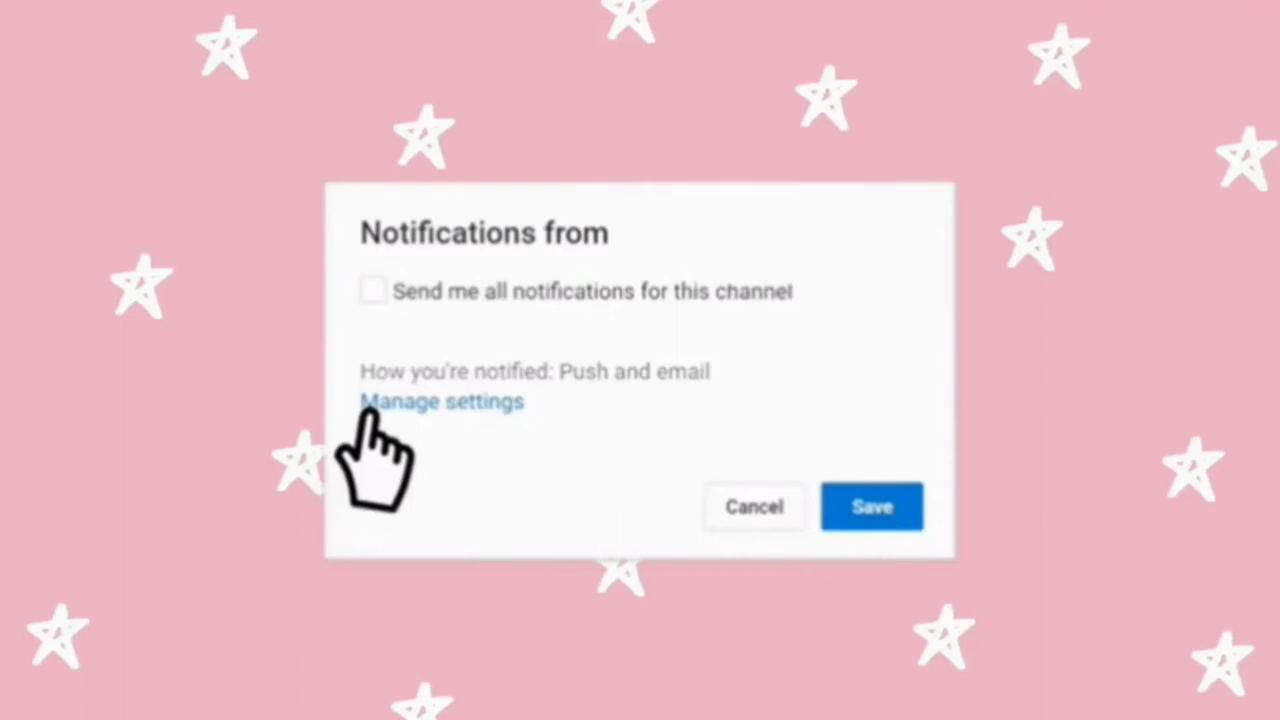 Notifications from
Send me all notifications for this channel
How you're notified: Push and email
Manage settings
Cancel
Save